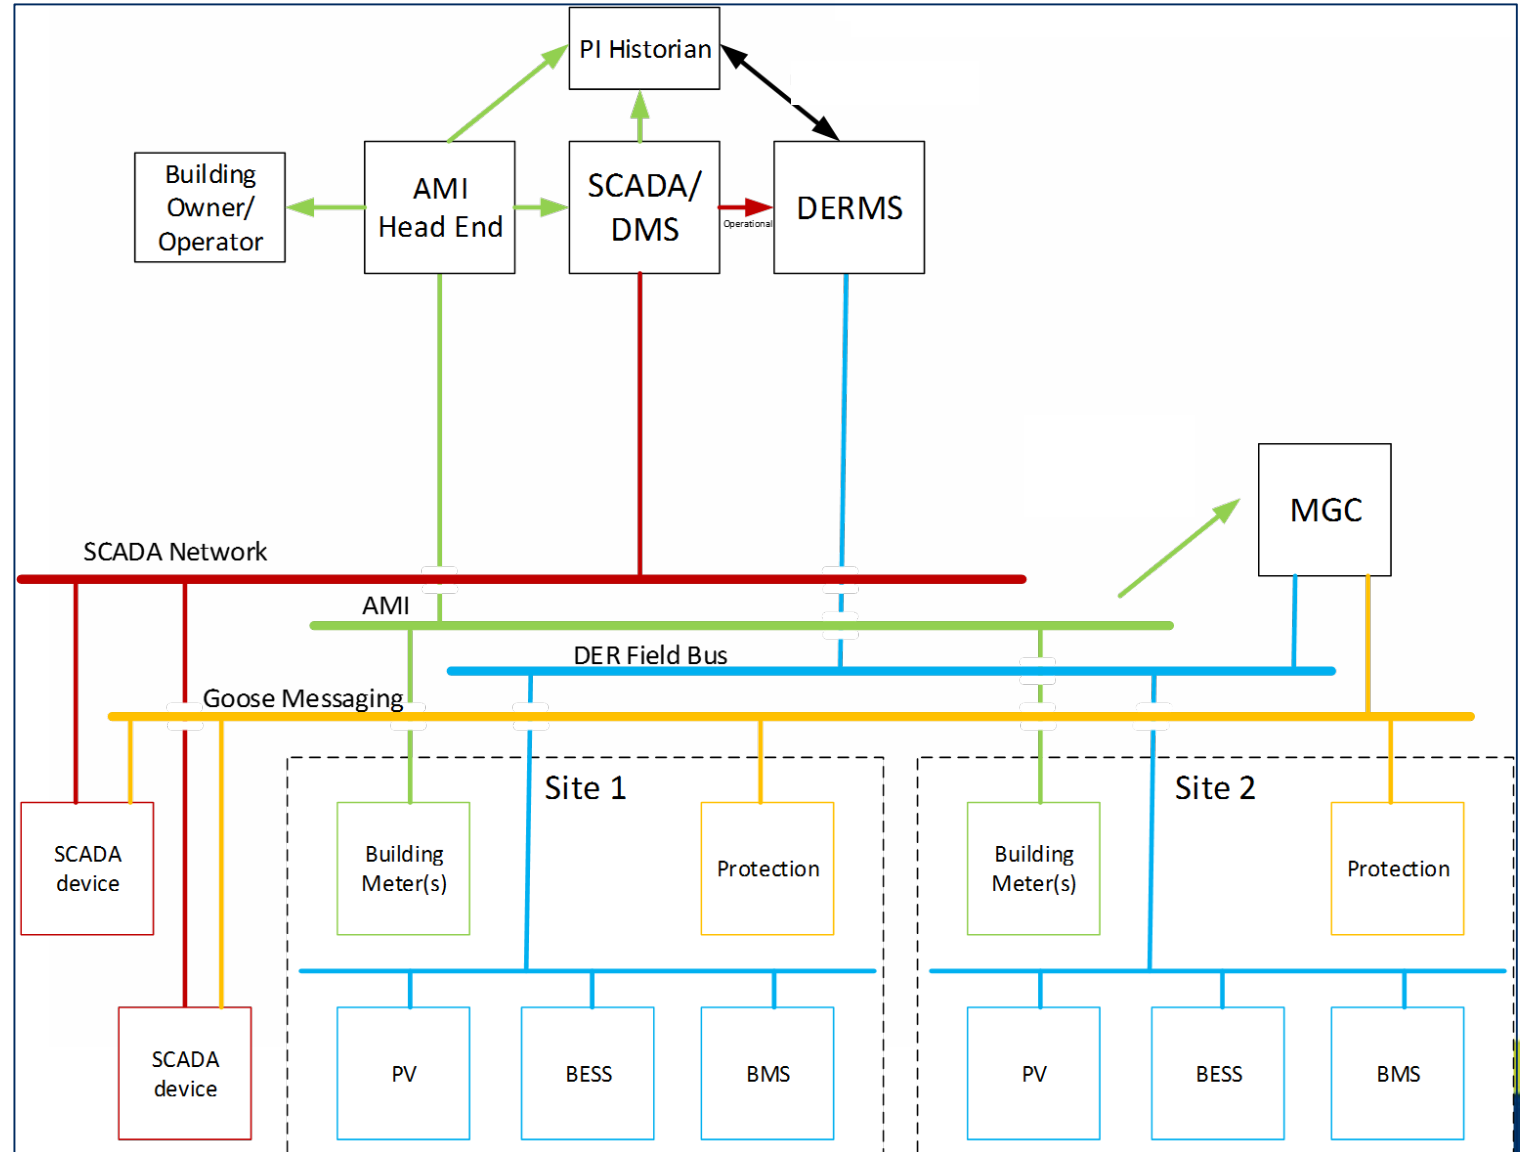 PI Historian
Building
Owner/
Operator
AMI
Head End
SCADA/
DMS
Operational
DERMS
MGC
SCADA Network
AMI
DER Field Bus
Goose Messaging
Site 1
Site 2
SCADA
device
Building
Meter(s)
Protection
Building
Meter(s)
Protection
SCADA
device
PV
BESS
BMS
PV
BESS
BMS